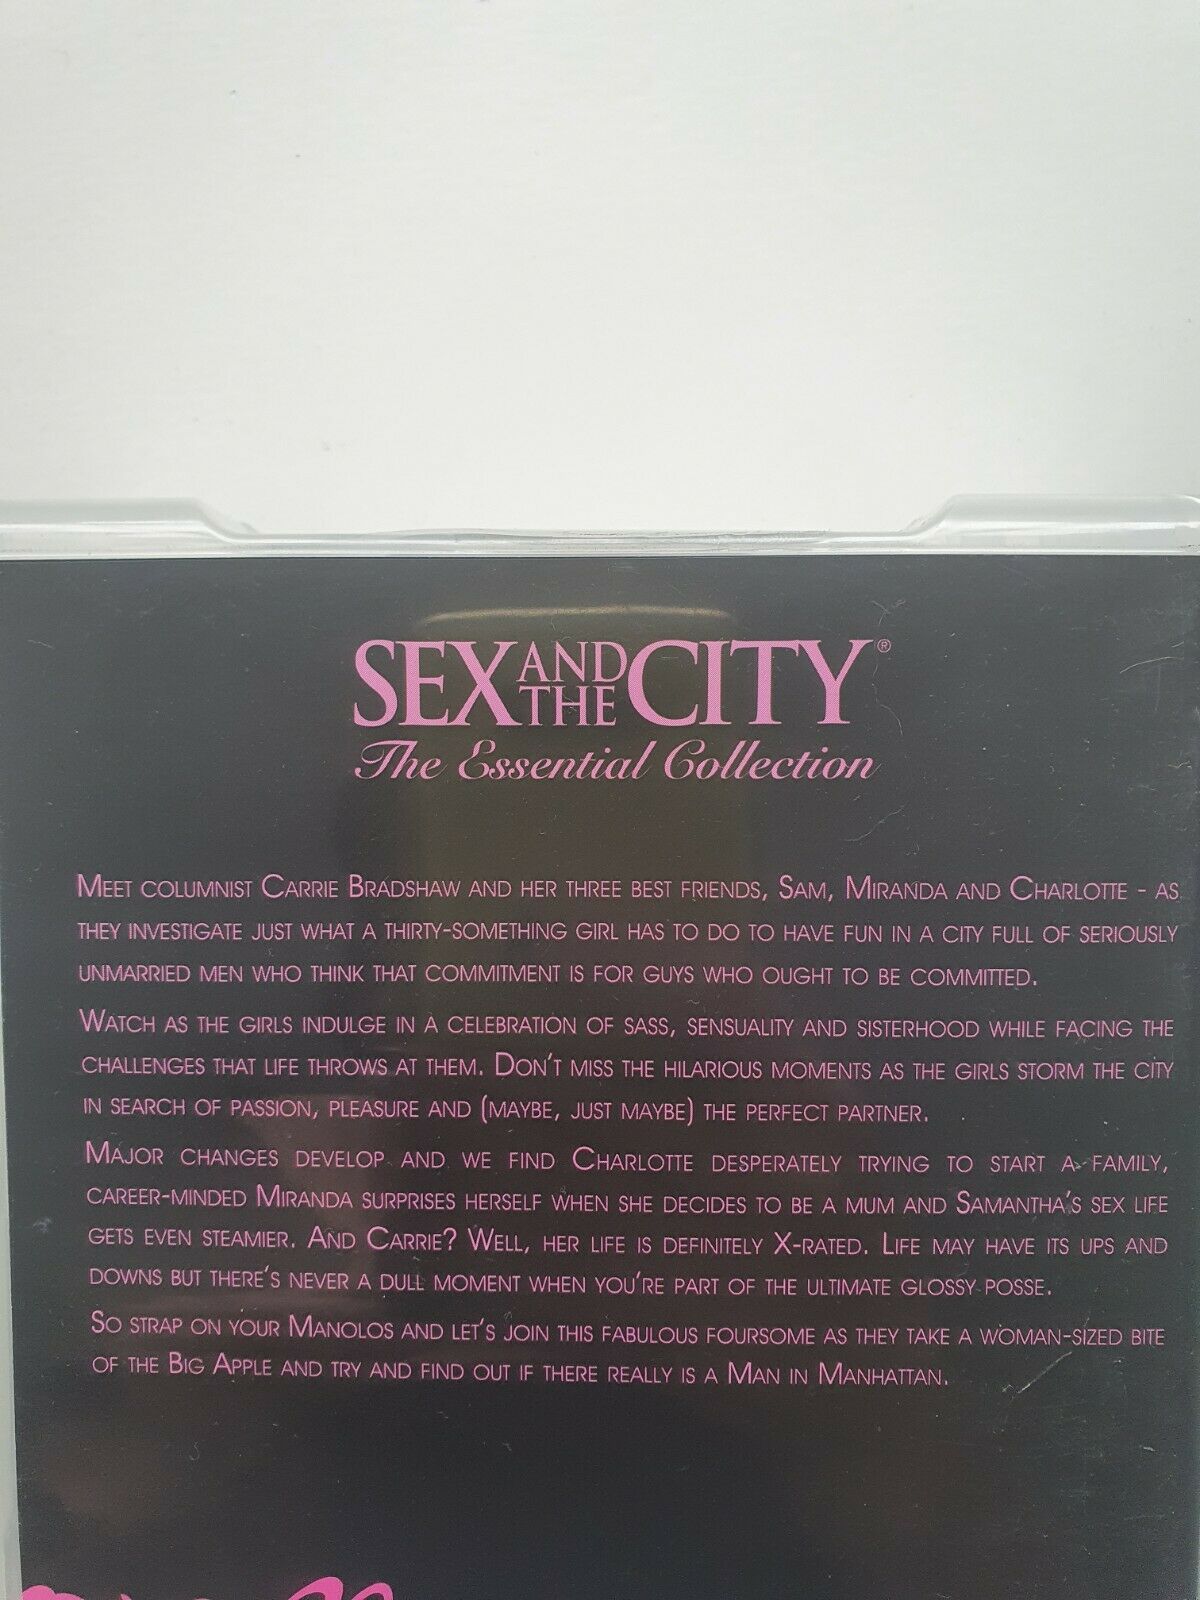 SEX AND THE CITY®
The Essential Collection
MEET COLUMNIST CARRIE BRADSHAW AND HER THREE BEST FRIENDS, SAM, MIRANDA AND CHARLOTTE - AS
THEY INVESTIGATE JUST WHAT A THIRTY-SOMETHING GIRL HAS TO DO TO HAVE FUN IN A CITY FULL OF SERIOUSLY
UNMARRIED MEN WHO THINK THAT COMMITMENT IS FOR GUYS WHO OUGHT TO BE COMMITTED.
WATCH AS THE GIRLS INDULGE IN A CELEBRATION OF SASS, SENSUALITY AND SISTERHOOD WHILE FACING THE
CHALLENGES THAT LIFE THROWS AT THEM. DON'T MISS THE HILARIOUS MOMENTS AS THE GIRLS STORM THE CITY
IN SEARCH OF PASSION, PLEASURE AND (MAYBE, JUST MAYBE) THE PERFECT PARTNER.
MAJOR CHANGES DEVELOP AND WE FIND CHARLOTTE DESPERATELY TRYING TO START A FAMILY,
CAREER-MINDED MIRANDA SURPRISES HERSELF WHEN SHE DECIDES TO BE A MUM AND SAMANTHA'S SEX LIFE
GETS EVEN STEAMIER. AND CARRIE? WELL, HER LIFE IS DEFINITELY X-RATED. LIFE MAY HAVE ITS UPS AND
DOWNS BUT THERE'S NEVER A DULL MOMENT WHEN YOU'RE PART OF THE ULTIMATE GLOSSY POSSE.
SO STRAP ON YOUR MANOLOS AND LET'S JOIN THIS FABULOUS FOURSOME AS THEY TAKE A WOMAN-SIZED BITE
OF THE BIG APPLE AND TRY AND FIND OUT IF THERE REALLY IS A MAN IN MANHATTAN.